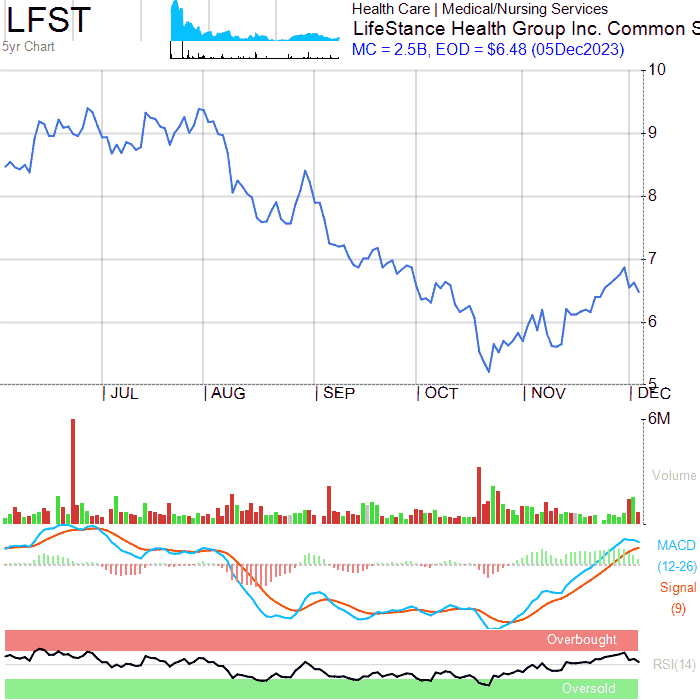 LFST
5yr Chart
Health Care | Medical/Nursing Services
LifeStance Health Group Inc. Common S
MC = 2.5B, EOD = $6.48 (05Dec2023)
10
9
8
7
6
5
JUL AUG SEP OCT NOV DEC
6M
Volume
MACD
(12-26)
Signal
(9)
Overbought
RSI(14)
Oversold